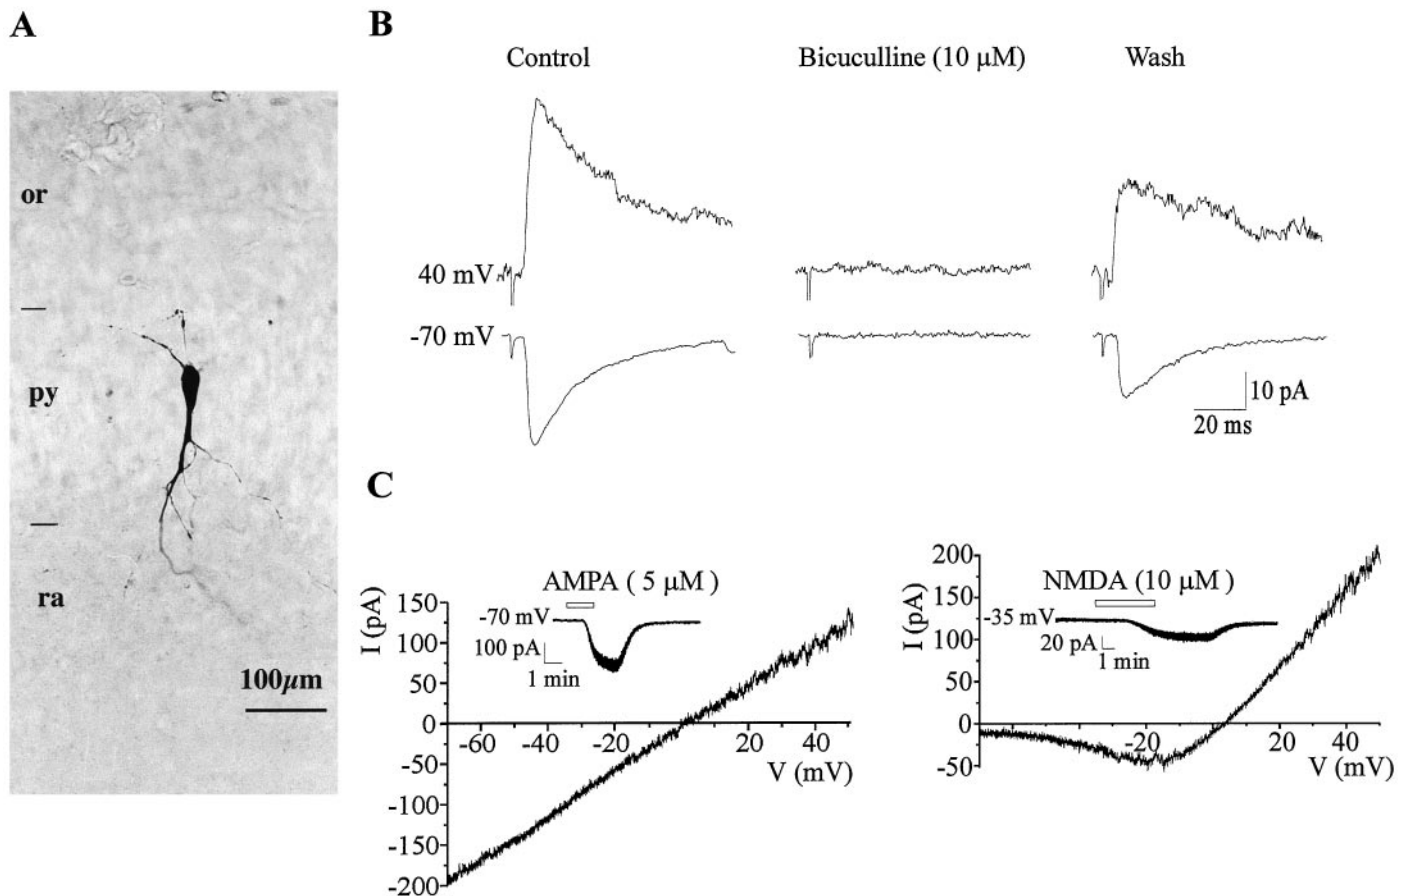 A
or
py
ra
100μm
B
Control
Bicuculline (10 μM)
Wash
40 mV
-70 mV
10 pA
20 ms
C
AMPA ( 5 μM )
-70 mV
100 pA
1 min
I (pA)
150
100
50
0
-50
-100
-150
-200
-60
-40
-20
20
40
V (mV)
NMDA (10 μM )
-35 mV
20 pA
1 min
I (pA)
200
150
100
50
0
-50
-20
20
40
V (mV)